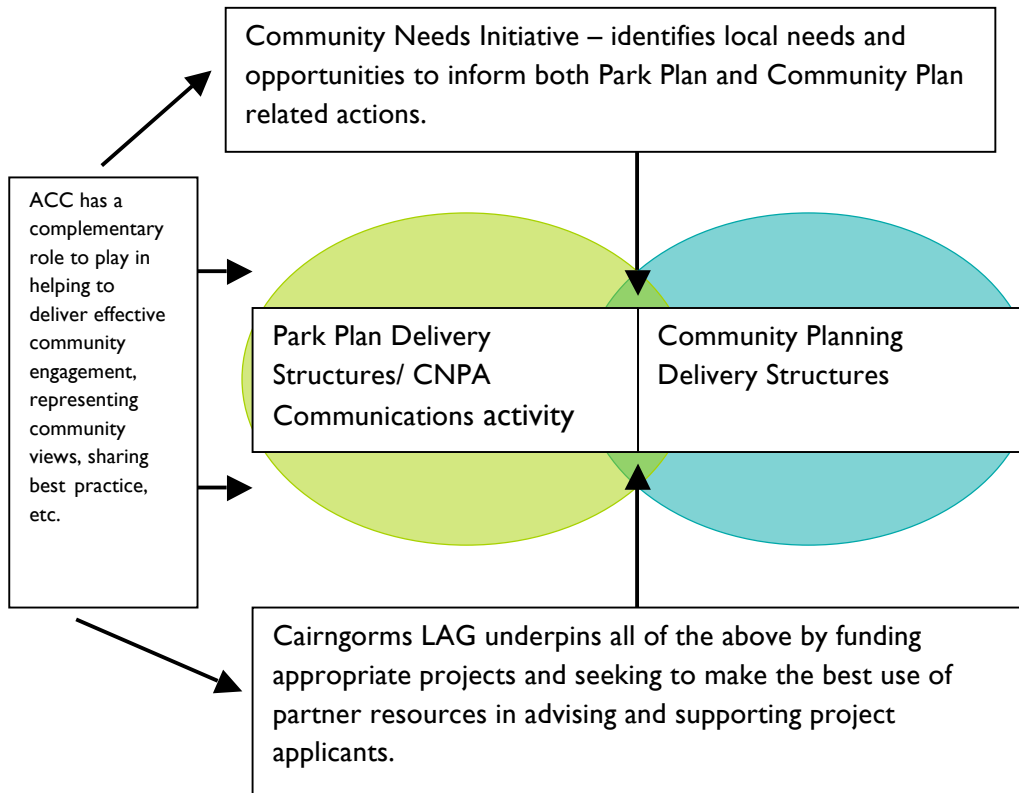 Community Needs Initiative – identifies local needs and
opportunities to inform both Park Plan and Community Plan
related actions.
ACC has a
complementary
role to play in
helping to
deliver effective
community
engagement,
representing
community
views, sharing
best practice,
etc.
Park Plan Delivery
Structures/ CNPA
Communications activity
Community Planning
Delivery Structures
Cairngorms LAG underpins all of the above by funding
appropriate projects and seeking to make the best use of
partner resources in advising and supporting project
applicants.